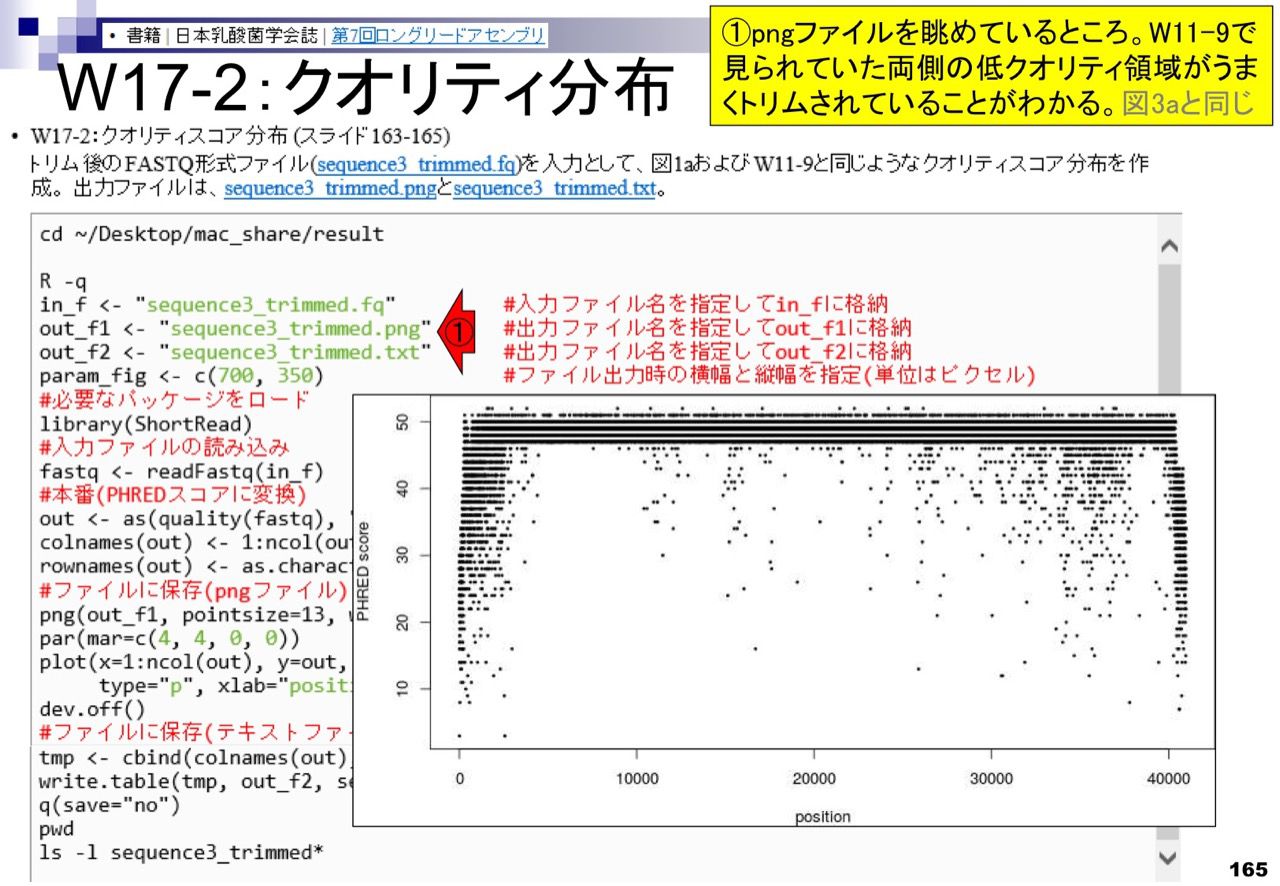 • 書籍 | 日本乳酸菌学会誌 | 第7回ロングリードアセンブリ
W17-2：クオリティ分布
①pngファイルを眺めているところ。W11-9で
見られていた両側の低クオリティ領域がうま
くトリムされていることがわかる。図3aと同じ
• W17-2：クオリティスコア分布 (スライド163-165)
トリム後のFASTQ形式ファイル(sequence3_trimmed.fq)を入力として、図1aおよびW11-9と同じようなクオリティスコア分布を作
成。出力ファイルは、sequence3_trimmed.pngとsequence3_trimmed.txt。
cd ~/Desktop/mac_share/result
R -q
in_f <- "sequence3_trimmed.fq" #入力ファイル名を指定してin_fに格納
out_f1 <- "sequence3_trimmed.png" ① #出力ファイル名を指定してout_f1に格納
out_f2 <- "sequence3_trimmed.txt" #出力ファイル名を指定してout_f2に格納
param_fig <- c(700, 350) #ファイル出力時の横幅と縦幅を指定(単位はピクセル)
#必要なパッケージをロード
library(ShortRead)
#入力ファイルの読み込み
fastq <- readFastq(in_f)
#本番(PHREDスコアに変換)
out <- as(quality(fastq),
colnames(out) <- 1:ncol(out
rownames(out) <- as.charact
#ファイルに保存(pngファイル)
png(out_f1, pointsize=13, w
par(mar=c(4, 4, 0, 0))
plot(x=1:ncol(out), y=out,
type="p", xlab="positi
dev.off()
#ファイルに保存(テキストファイ
tmp <- cbind(colnames(out),
write.table(tmp, out_f2, se
q(save="no")
pwd
ls -l sequence3_trimmed*
PHRED score
50
40
30
20
10
0 10000 20000 30000 40000
position
165